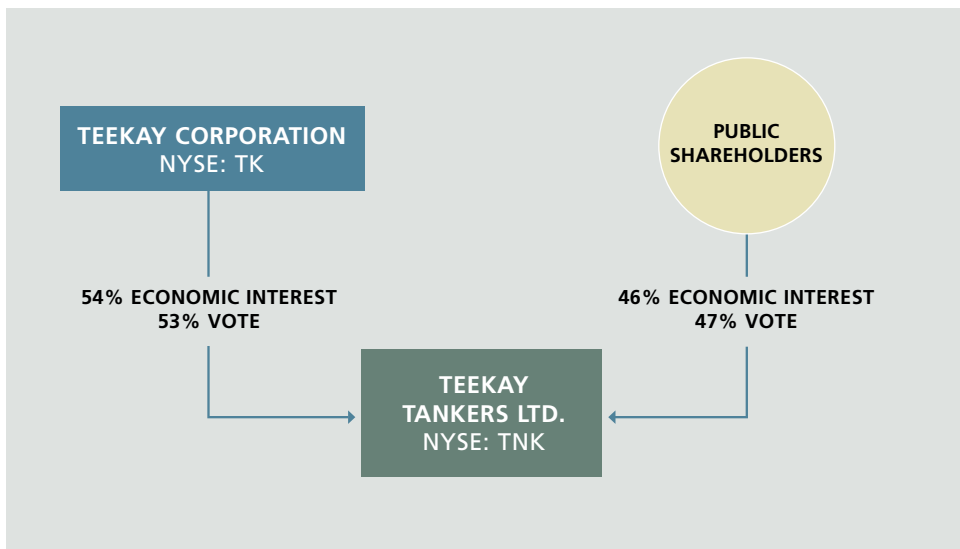 TEEKAY CORPORATION
NYSE: TK
PUBLIC
SHAREHOLDERS
54% ECONOMIC INTEREST
53% VOTE
46% ECONOMIC INTEREST
47% VOTE
TEEKAY
TANKERS LTD.
NYSE: TNK